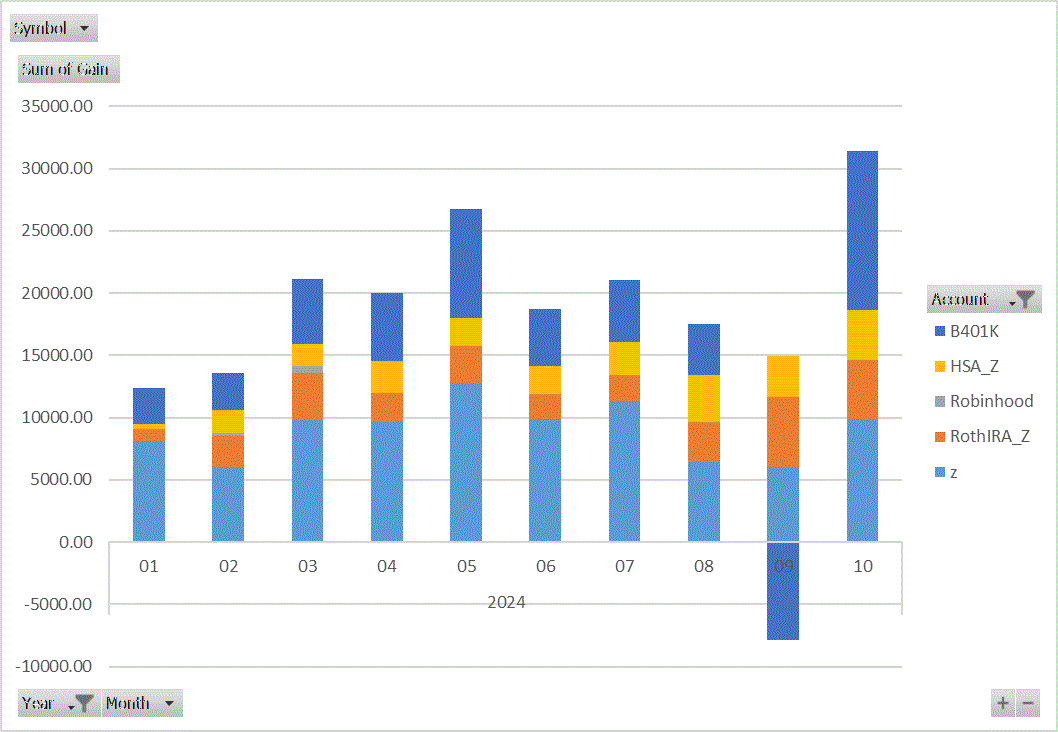 Symbol
Sum of Gain
35000.00
30000.00
25000.00
20000.00
15000.00
10000.00
5000.00
0.00
-5000.00
-10000.00
01 02 03 04 05 06 07 08 09 10
2024
Account
B401K
HSA_Z
Robinhood
RothIRA_Z
z
Year Month
+ -